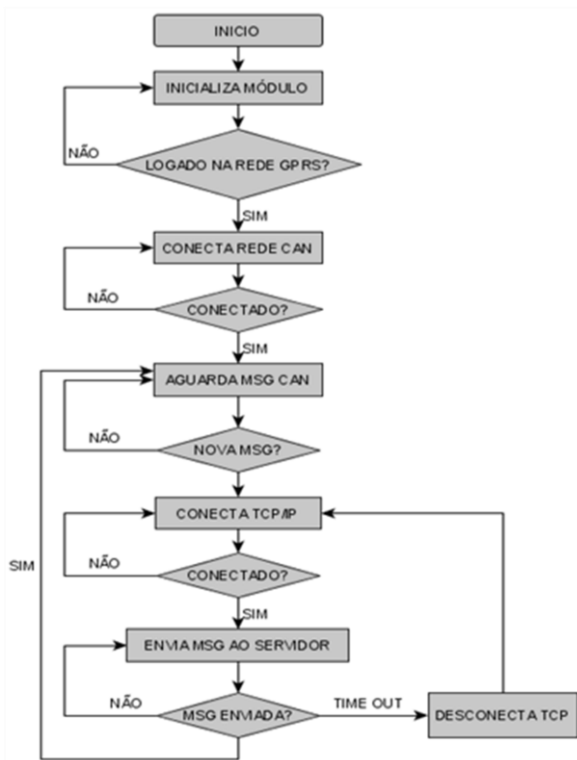 INICIO
INICIALIZA MÓDULO
NÃO
LOGADO NA REDE GPRS?
SIM
CONECTA REDE CAN
NÃO
CONECTADO?
SIM
AGUARDA MSG CAN
NÃO
NOVA MSG?
CONECTA TCP/IP
SIM
NÃO
CONECTADO?
SIM
ENVIA MSG AO SERVIDOR
NÃO
MSG ENVIADA?
TIME OUT
DESCONECTA TCP